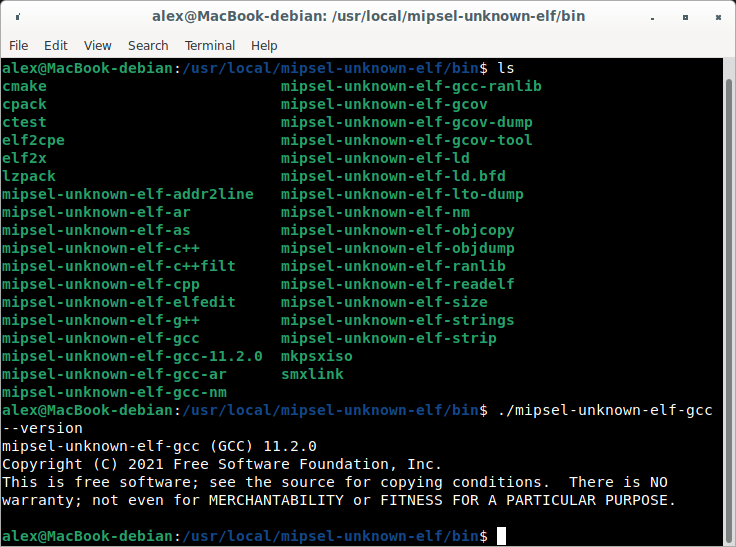 alex@MacBook-debian: /usr/local/mipsel-unknown-elf/bin
File Edit View Search Terminal Help
alex@MacBook-debian:/usr/local/mipsel-unknown-elf/bin$ ls
cmake mipsel-unknown-elf-gcc-ranlib
cpack mipsel-unknown-elf-gcov
ctest mipsel-unknown-elf-gcov-dump
elf2cpe mipsel-unknown-elf-gcov-tool
elf2x mipsel-unknown-elf-ld
lzpack mipsel-unknown-elf-ld.bfd
mipsel-unknown-elf-addr2line mipsel-unknown-elf-lto-dump
mipsel-unknown-elf-ar mipsel-unknown-elf-nm
mipsel-unknown-elf-as mipsel-unknown-elf-objcopy
mipsel-unknown-elf-c++ mipsel-unknown-elf-objdump
mipsel-unknown-elf-c++filt mipsel-unknown-elf-ranlib
mipsel-unknown-elf-cpp mipsel-unknown-elf-readelf
mipsel-unknown-elf-elfedit mipsel-unknown-elf-size
mipsel-unknown-elf-g++ mipsel-unknown-elf-strings
mipsel-unknown-elf-gcc mipsel-unknown-elf-strip
mipsel-unknown-elf-gcc-11.2.0 mkpsxiso
mipsel-unknown-elf-gcc-ar smxlink
mipsel-unknown-elf-gcc-nm
alex@MacBook-debian:/usr/local/mipsel-unknown-elf/bin$ ./mipsel-unknown-elf-gcc
--version
mipsel-unknown-elf-gcc (GCC) 11.2.0
Copyright (C) 2021 Free Software Foundation, Inc.
This is free software; see the source for copying conditions.  There is NO
warranty; not even for MERCHANTABILITY or FITNESS FOR A PARTICULAR PURPOSE.
alex@MacBook-debian:/usr/local/mipsel-unknown-elf/bin$